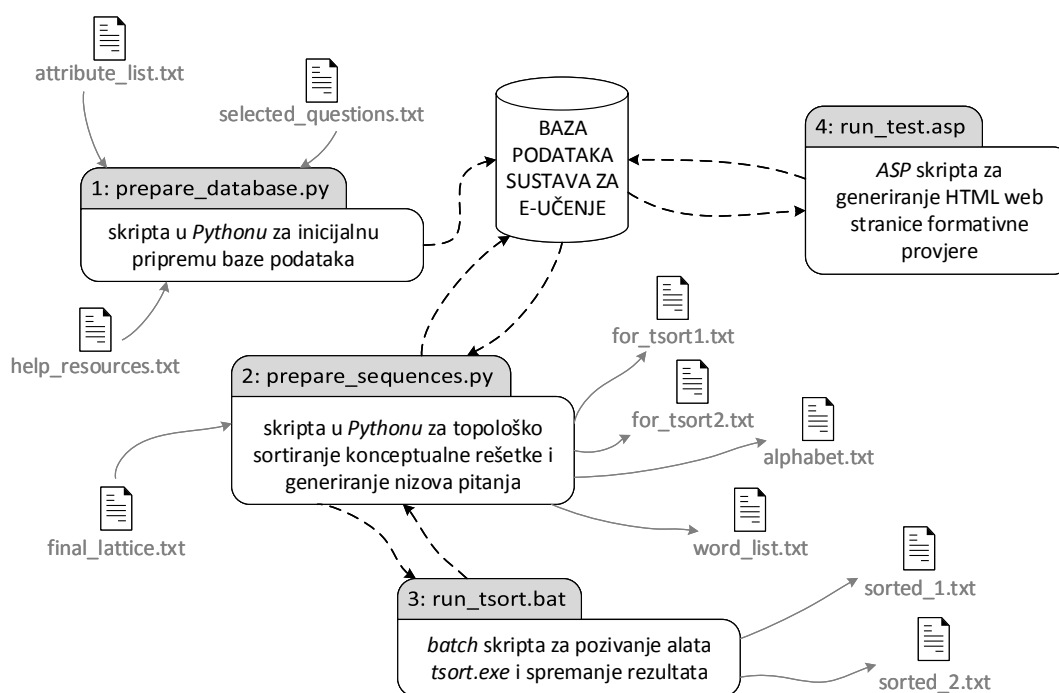 attribute_list.txt
selected_questions.txt
1: prepare_database.py
skripta u Pythonu za inicijalnu
pripremu baze podataka
help_resources.txt
BAZA
PODATAKA
SUSTAVA ZA
E-UČENJE
4: run_test.asp
ASP skripta za
generiranje HTML web
stranice formativne
provjere
2: prepare_sequences.py
skripta u Pythonu za topološko
sortiranje konceptualne rešetke i
generiranje nizova pitanja
final_lattice.txt
for_tsort1.txt
for_tsort2.txt
alphabet.txt
word_list.txt
3: run_tsort.bat
batch skripta za pozivanje alata
tsort.exe i spremanje rezultata
sorted_1.txt
sorted_2.txt